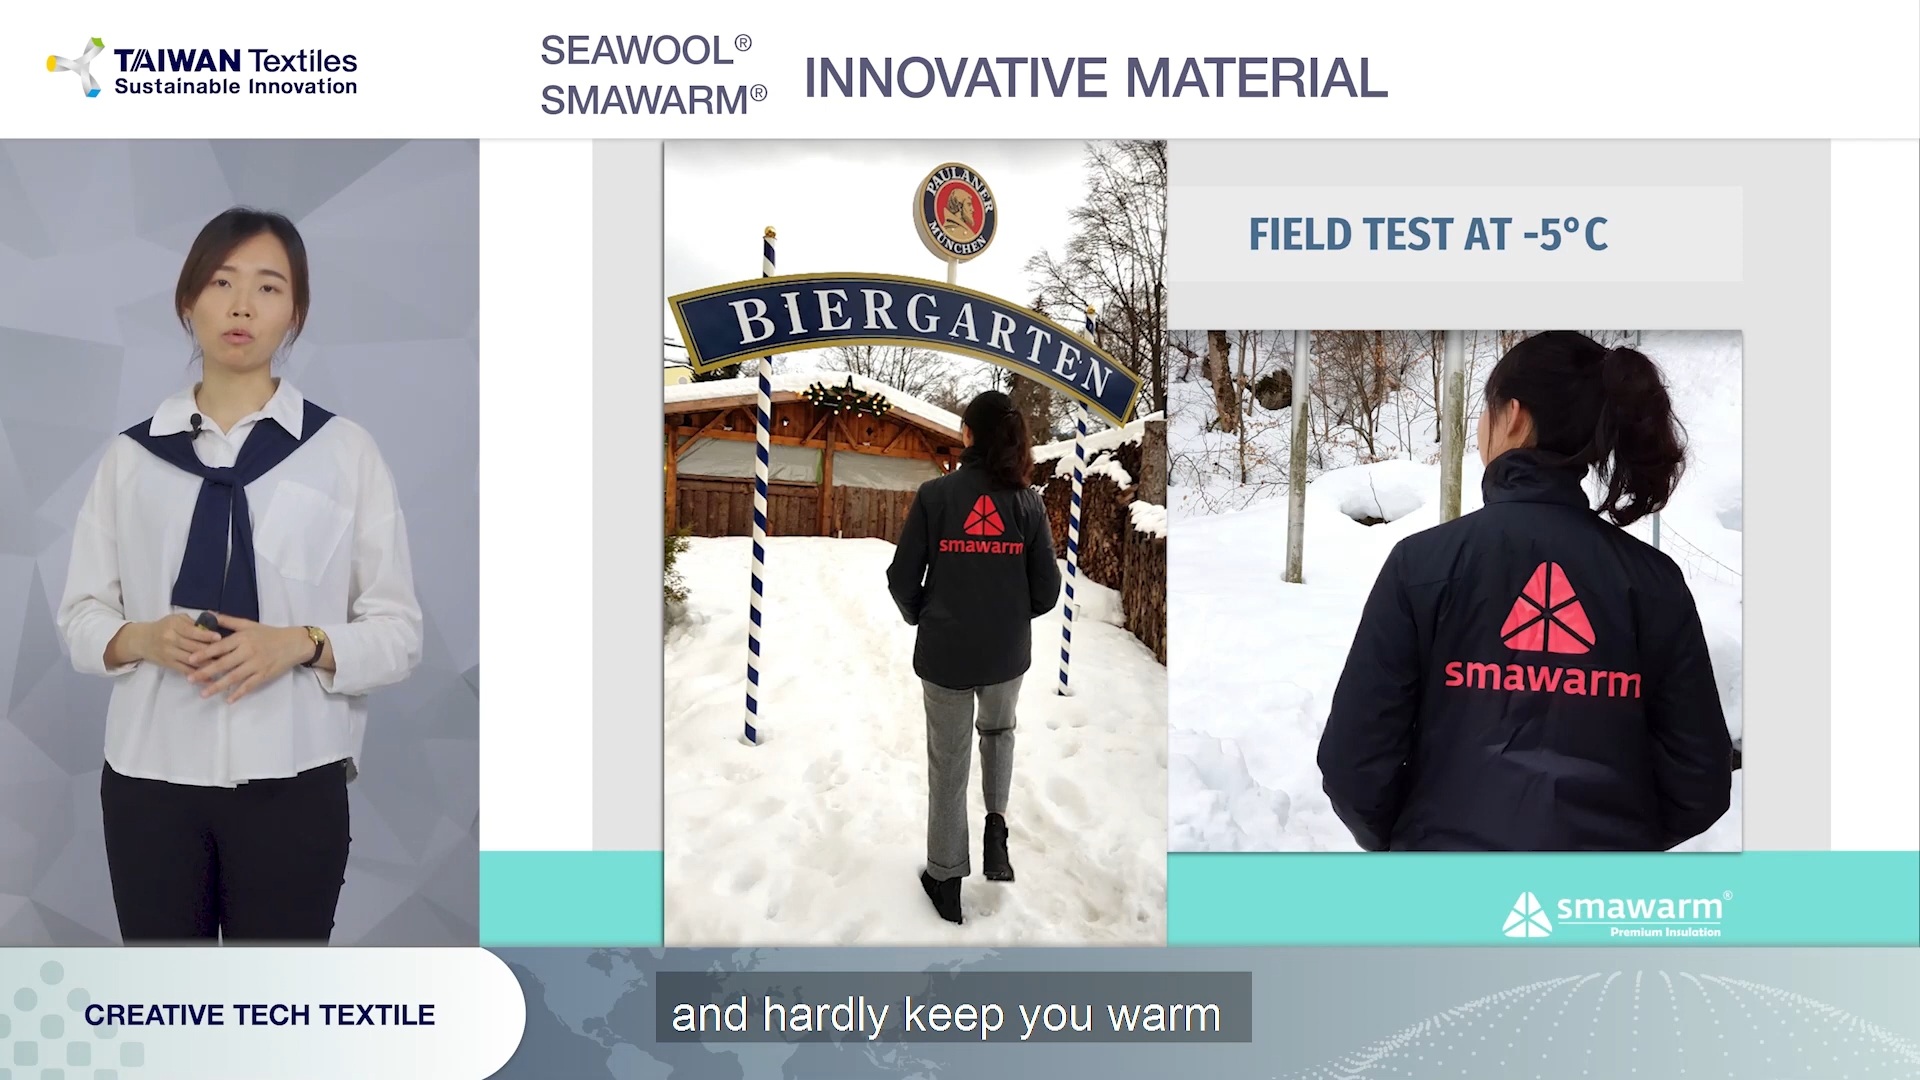 TAIWAN Textiles
Sustainable Innovation
SEAWOOL®
SMAWARM®
INNOVATIVE MATERIAL
PAULANER
MÜNCHEN
BIERGARTEN
FIELD TEST AT -5°C
smawarm
smawarm
smawarm®
Premium Insulation
CREATIVE TECH TEXTILE
and hardly keep you warm